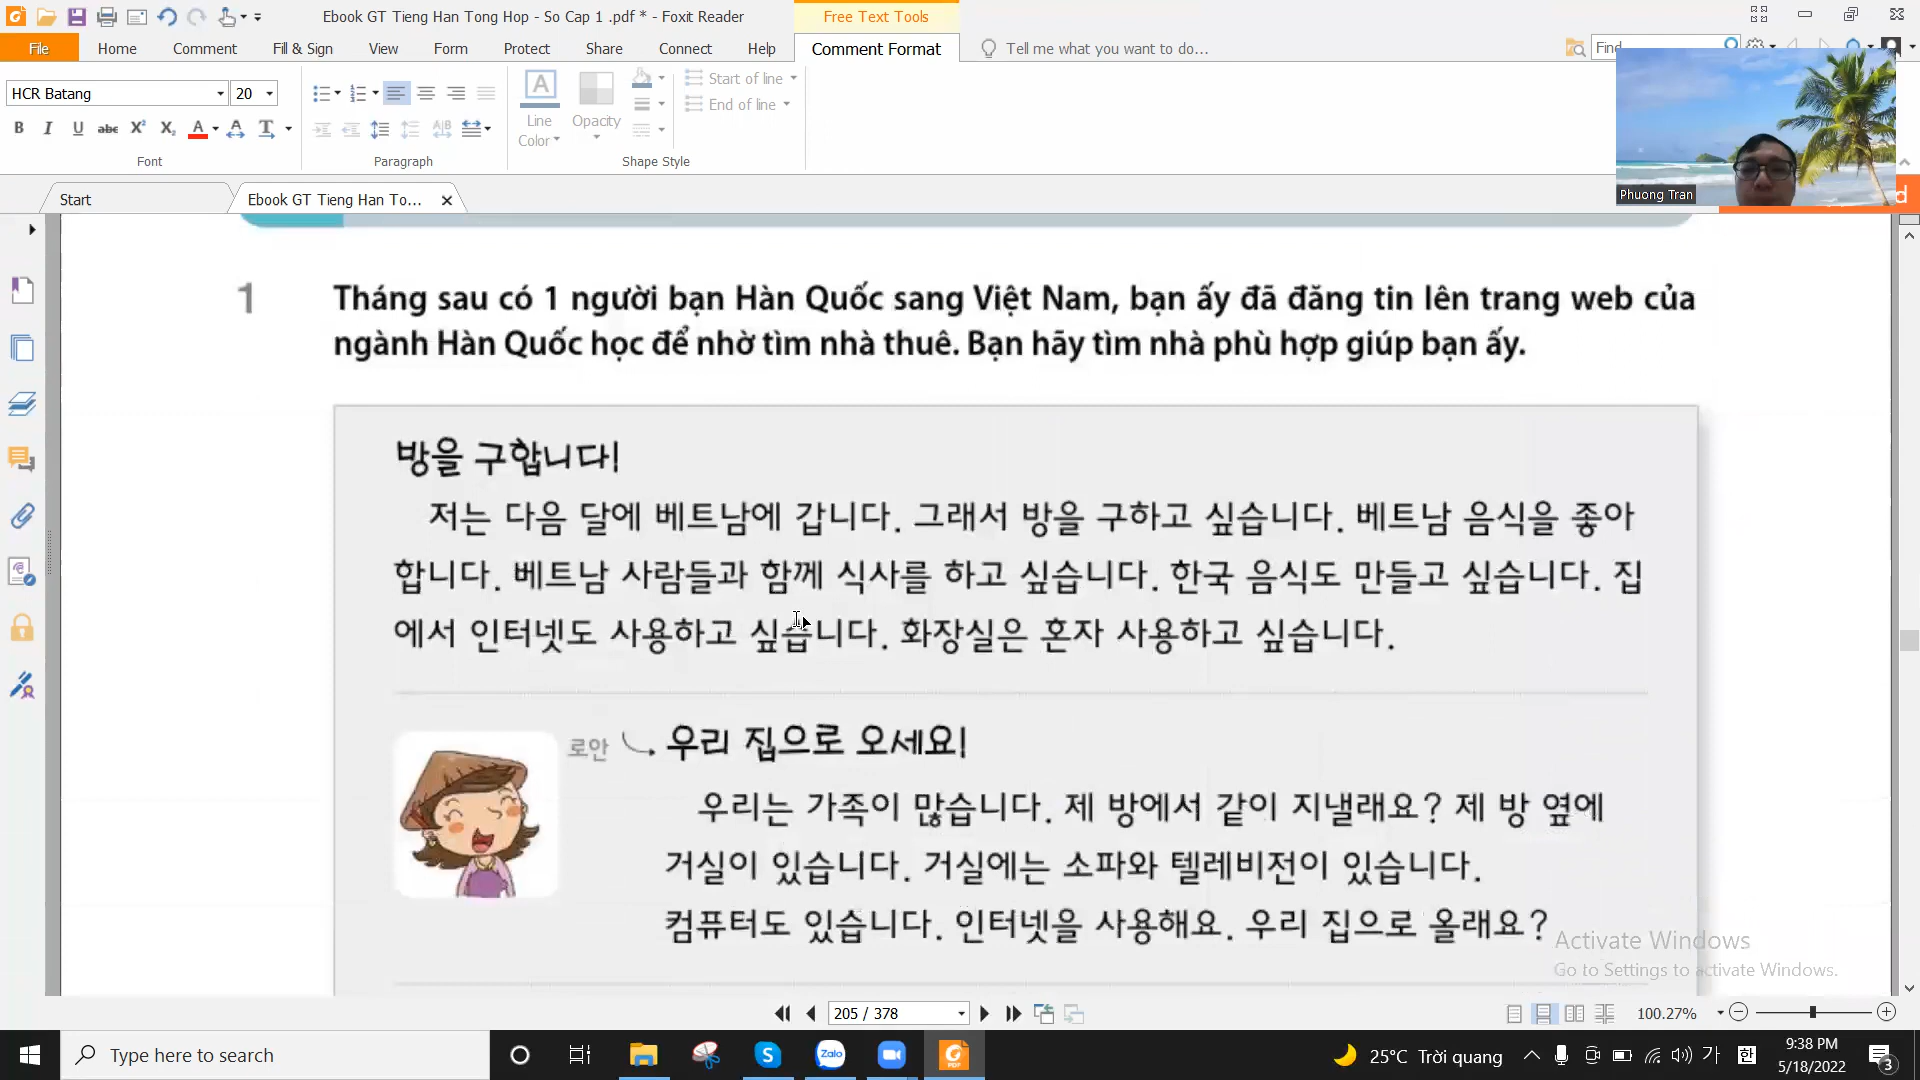 Ebook GT Tieng Han Tong Hop - So Cap 1 .pdf * - Foxit Reader
Free Text Tools
File Home Comment Fill & Sign View Form Protect Share Connect Help Comment Format Tell me what you want to do... Find
HCR Batang 20
Start of line
End of line
Line Color
Opacity
Font Paragraph Shape Style
Phuong Tran
Start
Ebook GT Tieng Han To...
1 Tháng sau có 1 người bạn Hàn Quốc sang Việt Nam, bạn ấy đã đăng tin lên trang web của
ngành Hàn Quốc học để nhờ tìm nhà thuê. Bạn hãy tìm nhà phù hợp giúp bạn ấy.
방을 구합니다!
저는 다음 달에 베트남에 갑니다. 그래서 방을 구하고 싶습니다. 베트남 음식을 좋아
합니다. 베트남 사람들과 함께 식사를 하고 싶습니다. 한국 음식도 만들고 싶습니다. 집
에서 인터넷도 사용하고 싶습니다. 화장실은 혼자 사용하고 싶습니다.
로안 우리 집으로 오세요!
우리는 가족이 많습니다. 제 방에서 같이 지낼래요? 제 방 옆에
거실이 있습니다. 거실에는 소파와 텔레비전이 있습니다.
컴퓨터도 있습니다. 인터넷을 사용해요. 우리 집으로 올래요?
Activate Windows
Go to Settings to activate Windows.
205 / 378
100.27%
Type here to search
Zalo
25°C Trời quang
가 한
9:38 PM
5/18/2022
3